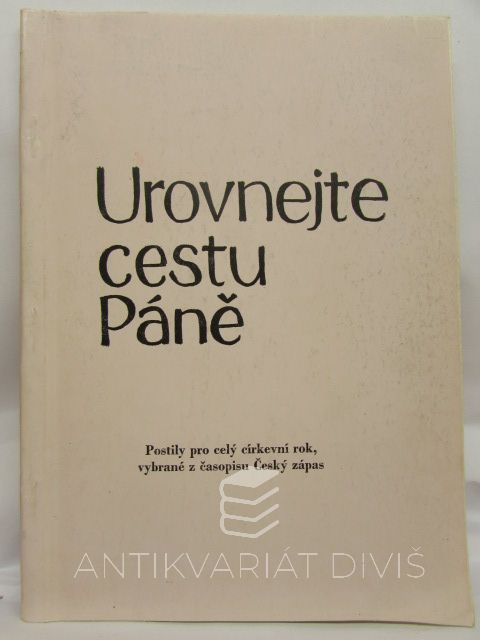 Urovnejte
cestu
Páně
Postily pro celý církevní rok,
vybrané z časopisu Český zápas
ANTIKVARIÁT DIVIŠ